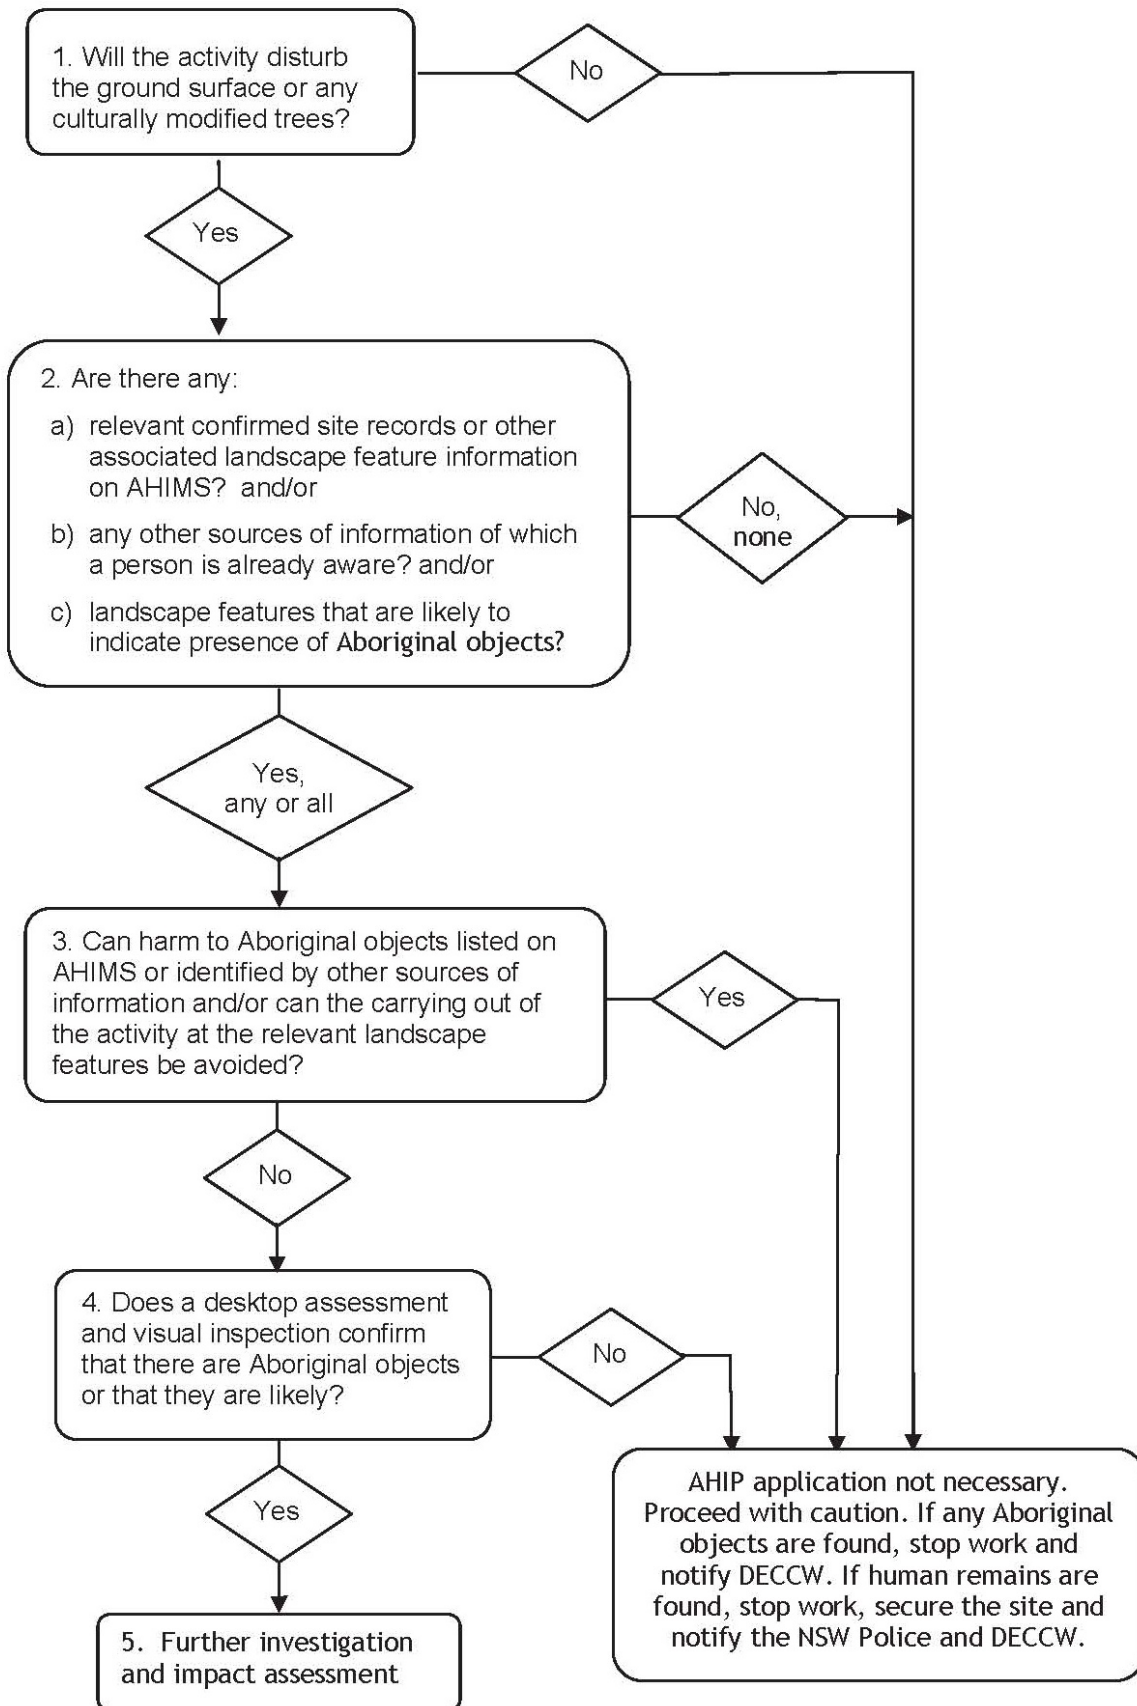 1. Will the activity disturb
the ground surface or any
culturally modified trees?
No
Yes
2. Are there any:
a) relevant confirmed site records or other
associated landscape feature information
on AHIMS? and/or
b) any other sources of information of which
a person is already aware? and/or
c) landscape features that are likely to
indicate presence of Aboriginal objects?
No,
none
Yes,
any or all
3. Can harm to Aboriginal objects listed on
AHIMS or identified by other sources of
information and/or can the carrying out of
the activity at the relevant landscape
features be avoided?
Yes
No
4. Does a desktop assessment
and visual inspection confirm
that there are Aboriginal objects
or that they are likely?
No
Yes
AHIP application not necessary.
Proceed with caution. If any Aboriginal
objects are found, stop work and
notify DECCW. If human remains are
found, stop work, secure the site and
notify the NSW Police and DECCW.
5. Further investigation
and impact assessment